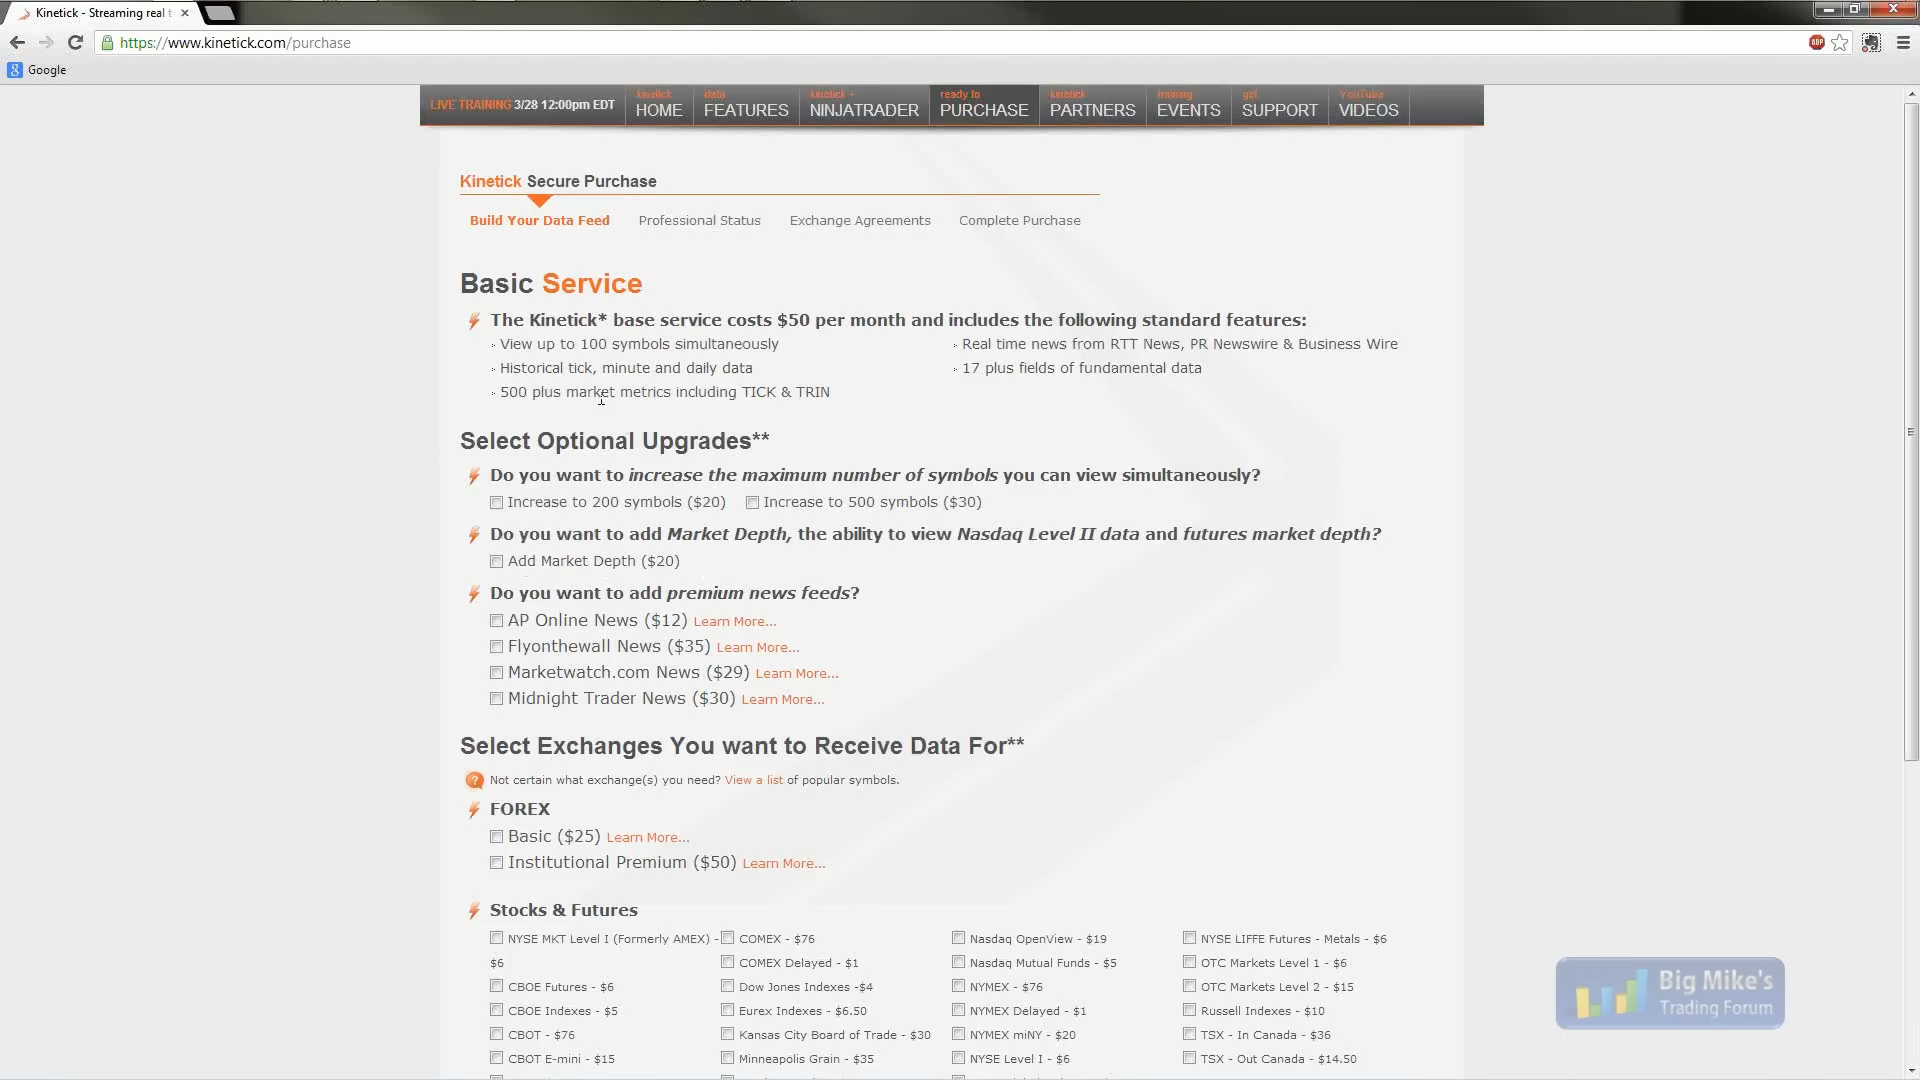 Kinetick - Streaming real t
https://www.kinetick.com/purchase
ABP
Google
LIVE TRAINING 3/28 12:00pm EDT
kinetick HOME
data FEATURES
kinetick + NINJATRADER
ready to PURCHASE
kinetick PARTNERS
training EVENTS
get SUPPORT
YouTube VIDEOS
Kinetick Secure Purchase
Build Your Data Feed Professional Status Exchange Agreements Complete Purchase
Basic Service
The Kinetick* base service costs $50 per month and includes the following standard features:
View up to 100 symbols simultaneously
Real time news from RTT News, PR Newswire & Business Wire
Historical tick, minute and daily data
17 plus fields of fundamental data
500 plus market metrics including TICK & TRIN
Select Optional Upgrades**
Do you want to increase the maximum number of symbols you can view simultaneously?
Increase to 200 symbols ($20) Increase to 500 symbols ($30)
Do you want to add Market Depth, the ability to view Nasdaq Level II data and futures market depth?
Add Market Depth ($20)
Do you want to add premium news feeds?
AP Online News ($12) Learn More...
Flyonthewall News ($35) Learn More...
Marketwatch.com News ($29) Learn More...
Midnight Trader News ($30) Learn More...
Select Exchanges You want to Receive Data For**
? Not certain what exchange(s) you need? View a list of popular symbols.
FOREX
Basic ($25) Learn More...
Institutional Premium ($50) Learn More...
Stocks & Futures
NYSE MKT Level I (Formerly AMEX) - $6
CBOE Futures - $6
CBOE Indexes - $5
CBOT - $76
CBOT E-mini - $15
COMEX - $76
COMEX Delayed - $1
Dow Jones Indexes -$4
Eurex Indexes - $6.50
Kansas City Board of Trade - $30
Minneapolis Grain - $35
Nasdaq OpenView - $19
Nasdaq Mutual Funds - $5
NYMEX - $76
NYMEX Delayed - $1
NYMEX miNY - $20
NYSE Level I - $6
NYSE LIFFE Futures - Metals - $6
OTC Markets Level 1 - $6
OTC Markets Level 2 - $15
Russell Indexes - $10
TSX - In Canada - $36
TSX - Out Canada - $14.50
Big Mike's
Trading Forum